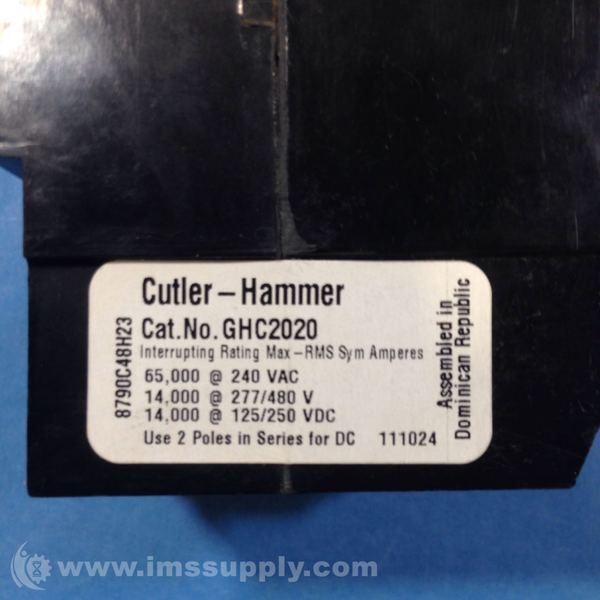 Cutler-Hammer
Cat.No.GHC2020
Interrupting Rating Max-RMS Sym Amperes
65,000 @ 240 VAC
14,000 @ 277/480 V
14,000 @ 125/250 VDC
Use 2 Poles in Series for DC 111024
8790C48H23
Assembled in
Dominican Republic
www.imssupply.com